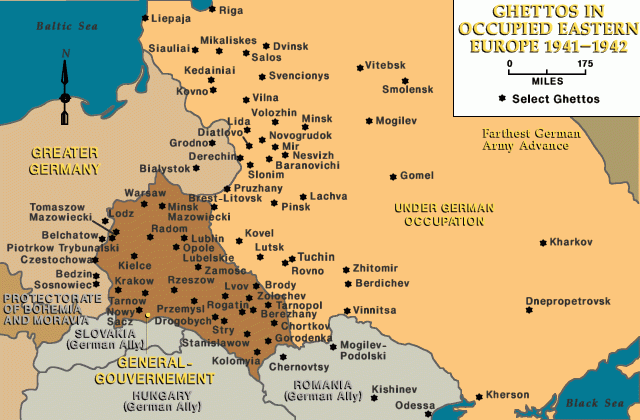 GHETTOS IN
OCCUPIED EASTERN
EUROPE 1941–1942
0 175
MILES
Select Ghettos
Baltic Sea
N
Riga
Liepaja
Siauliai
Mikaliskes
Dvinsk
Salos
Kedainiai
Svencionys
Vitebsk
Smolensk
Kovno
Vilna
Volozhin
Minsk
Mogilev
Lida
Diatlovo
Novogrudok
Grodno
Mir
Derechin
Nesvizh
Baranovichi
Bialystok
Slonim
Farthest German
Army Advance
GREATER
GERMANY
Gomel
Pruzhany
Warsaw
Brest-Litovsk
Lachva
Minsk
Mazowiecki
Pinsk
Tomaszow
Mazowiecki
Lodz
UNDER GERMAN
OCCUPATION
Belchatow
Radom
Lublin
Kovel
Kharkov
Piotrkow Trybunalski
Opole
Lubelskie
Lutsk
Tuchin
Czestochowa
Kielce
Zamosc
Rovno
Zhitomir
Bedzin
Sosnowiec
Krakow
Rzeszow
Lvov
Brody
Berdichev
PROTECTORATE
OF BOHEMIA
AND MORAVIA
Tarnow
Zolochev
Nowy
Sacz
Przemysl
Rogatin
Tarnopol
Berezhany
Vinnitsa
Dnepropetrovsk
Drogobych
Chortkov
SLOVAKIA
(German Ally)
Stry
Stanislawow
Gorodenka
Mogilev-
Podolski
Kolomyia
Chernovtsy
GENERAL-
GOUVERNEMENT
HUNGARY
(German Ally)
ROMANIA
(German Ally)
Kishinev
Kherson
Odessa
Black Sea